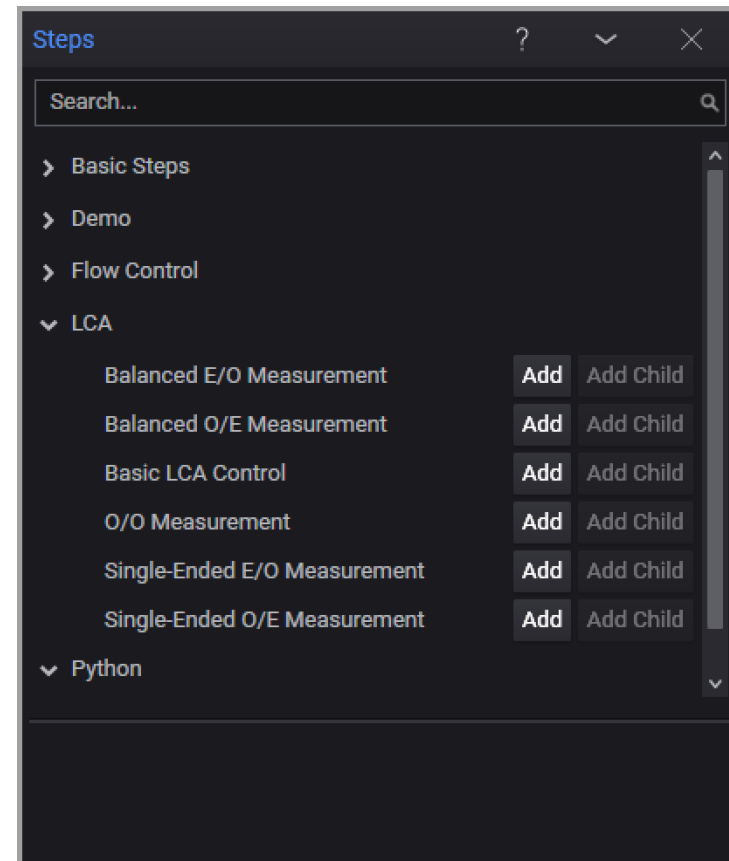 Steps ?
Search...
Basic Steps
Demo
Flow Control
LCA
Balanced E/O Measurement Add Add Child
Balanced O/E Measurement Add Add Child
Basic LCA Control Add Add Child
O/O Measurement Add Add Child
Single-Ended E/O Measurement Add Add Child
Single-Ended O/E Measurement Add Add Child
Python